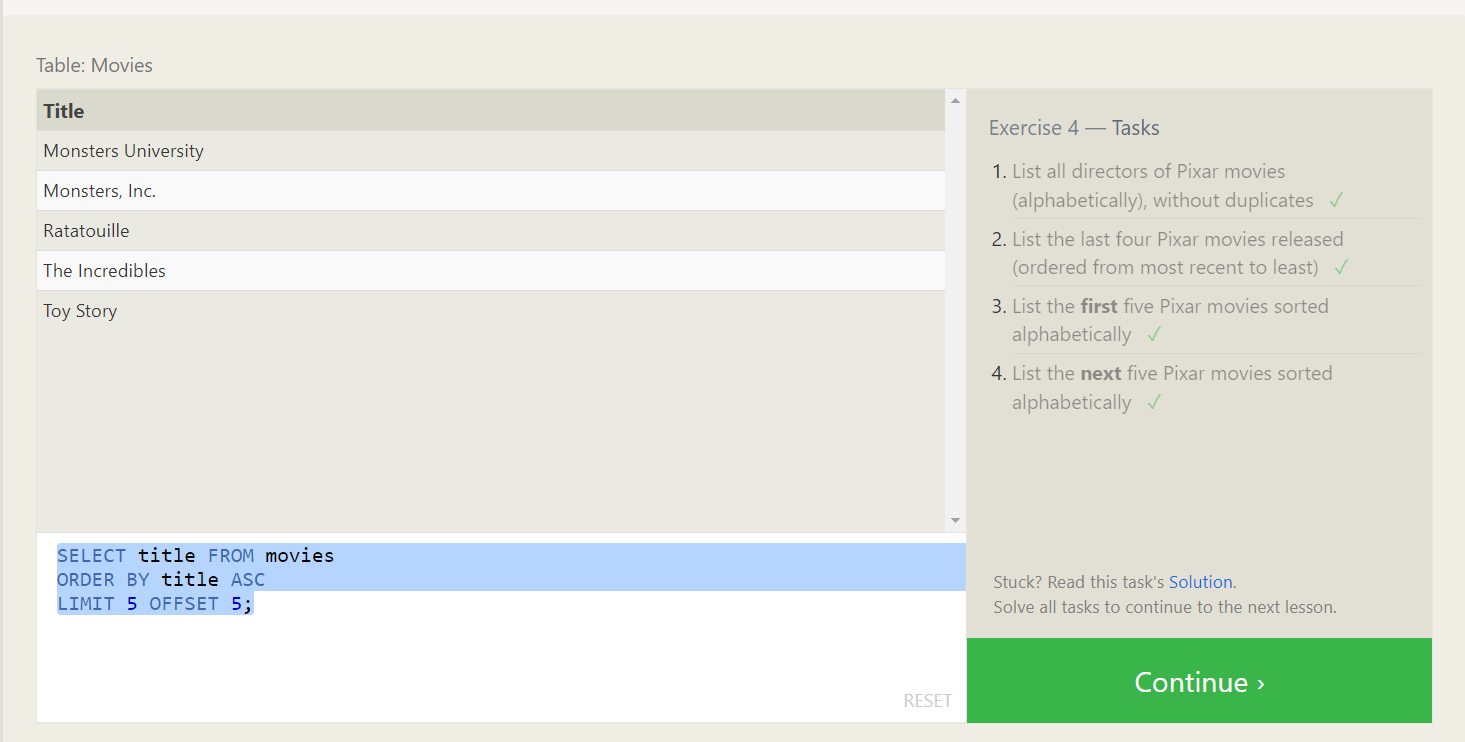 Table: Movies
Title
Monsters University
Monsters, Inc.
Ratatouille
The Incredibles
Toy Story
SELECT title FROM movies
ORDER BY title ASC
LIMIT 5 OFFSET 5;
RESET
Exercise 4 — Tasks
1. List all directors of Pixar movies
(alphabetically), without duplicates ✓
2. List the last four Pixar movies released
(ordered from most recent to least) ✓
3. List the first five Pixar movies sorted
alphabetically ✓
4. List the next five Pixar movies sorted
alphabetically ✓
Stuck? Read this task's Solution.
Solve all tasks to continue to the next lesson.
Continue ›